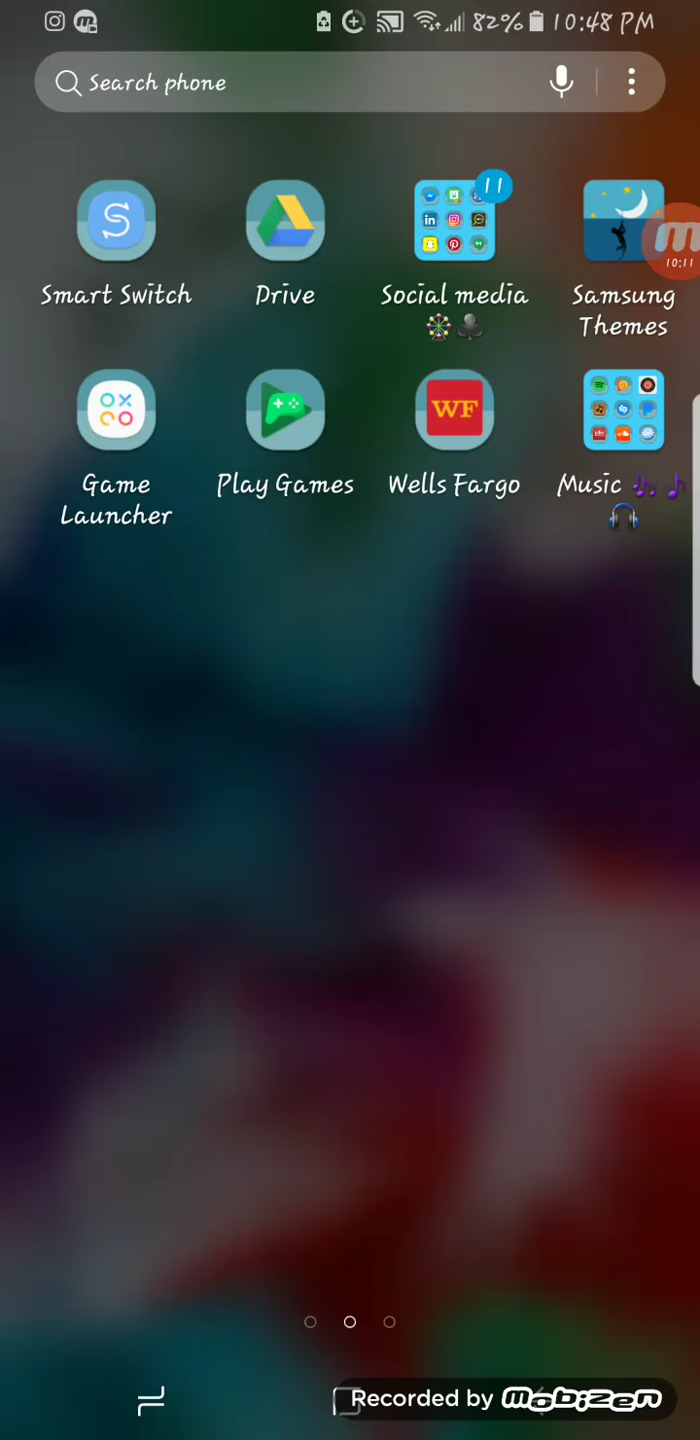 82% 10:48 PM
Search phone
11
Smart Switch
Drive
Social media
Samsung
Themes
10:11
WF
Game
Launcher
Play Games
Wells Fargo
Music
Recorded by mobizen